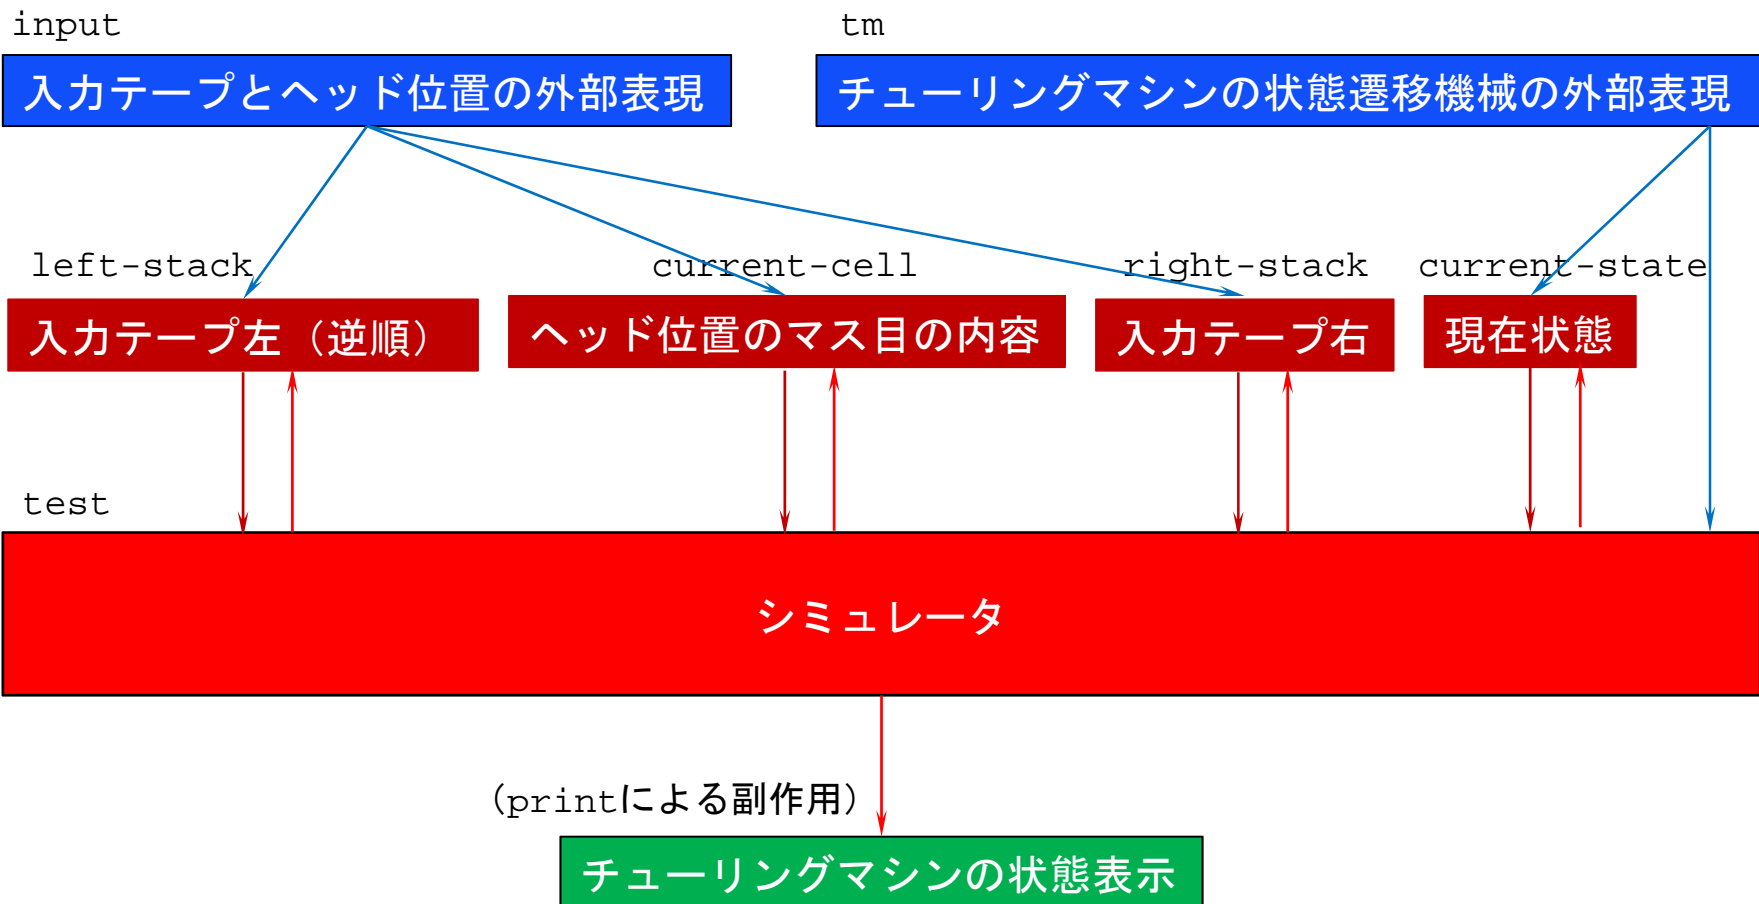 input
tm
入力テープとヘッド位置の外部表現
チューリングマシンの状態遷移機械の外部表現
left-stack
current-cell
right-stack
current-state
入力テープ左（逆順）
ヘッド位置のマス目の内容
入力テープ右
現在状態
test
シミュレータ
(printによる副作用)
チューリングマシンの状態表示